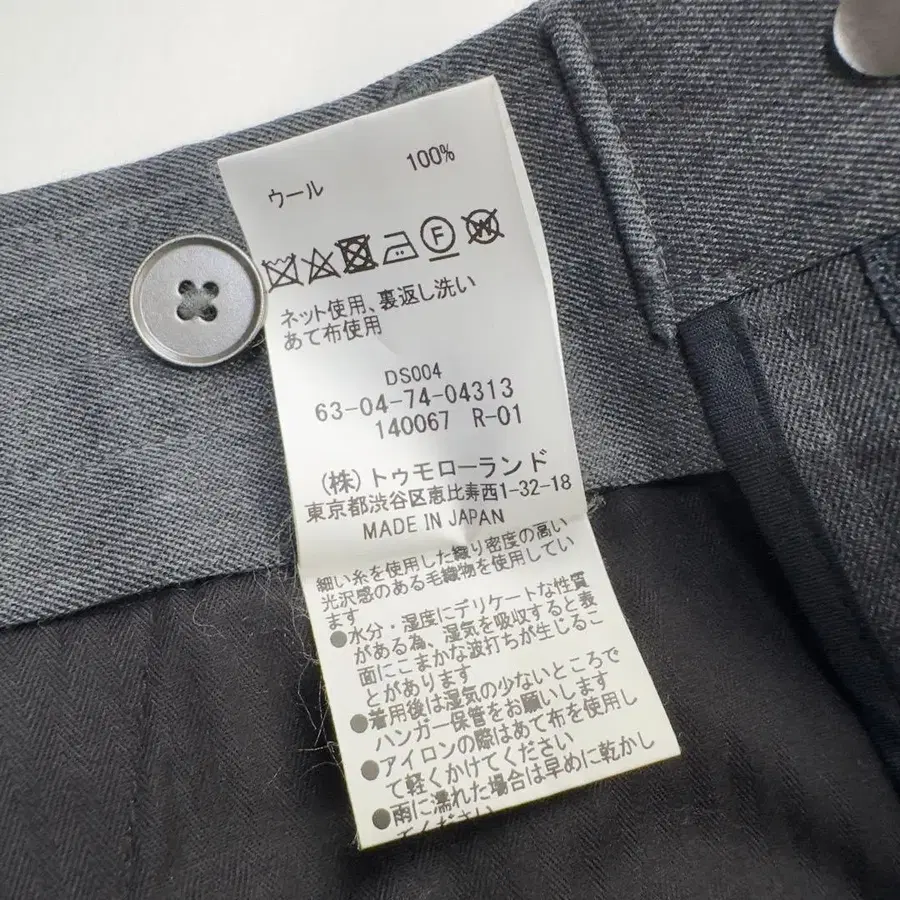 ウール 100%
F W
ネット使用、裏返し洗い
あて布使用
DS004
63-04-74-04313
140067 R-01
(株)トゥモローランド
東京都渋谷区恵比寿西1-32-18
MADE IN JAPAN
細い糸を使用した織り密度の高い
光沢感のある毛織物を使用してい
ます
●水分・湿度にデリケートな性質
がある為、湿気を吸収すると表
面にこまかな波打ちが生じるこ
とがあります
●着用後は湿気の少ないところで
ハンガー保管をお願いします
●アイロンの際はあて布を使用し
て軽くかけてください
●雨に濡れた場合は早めに乾かし
てください